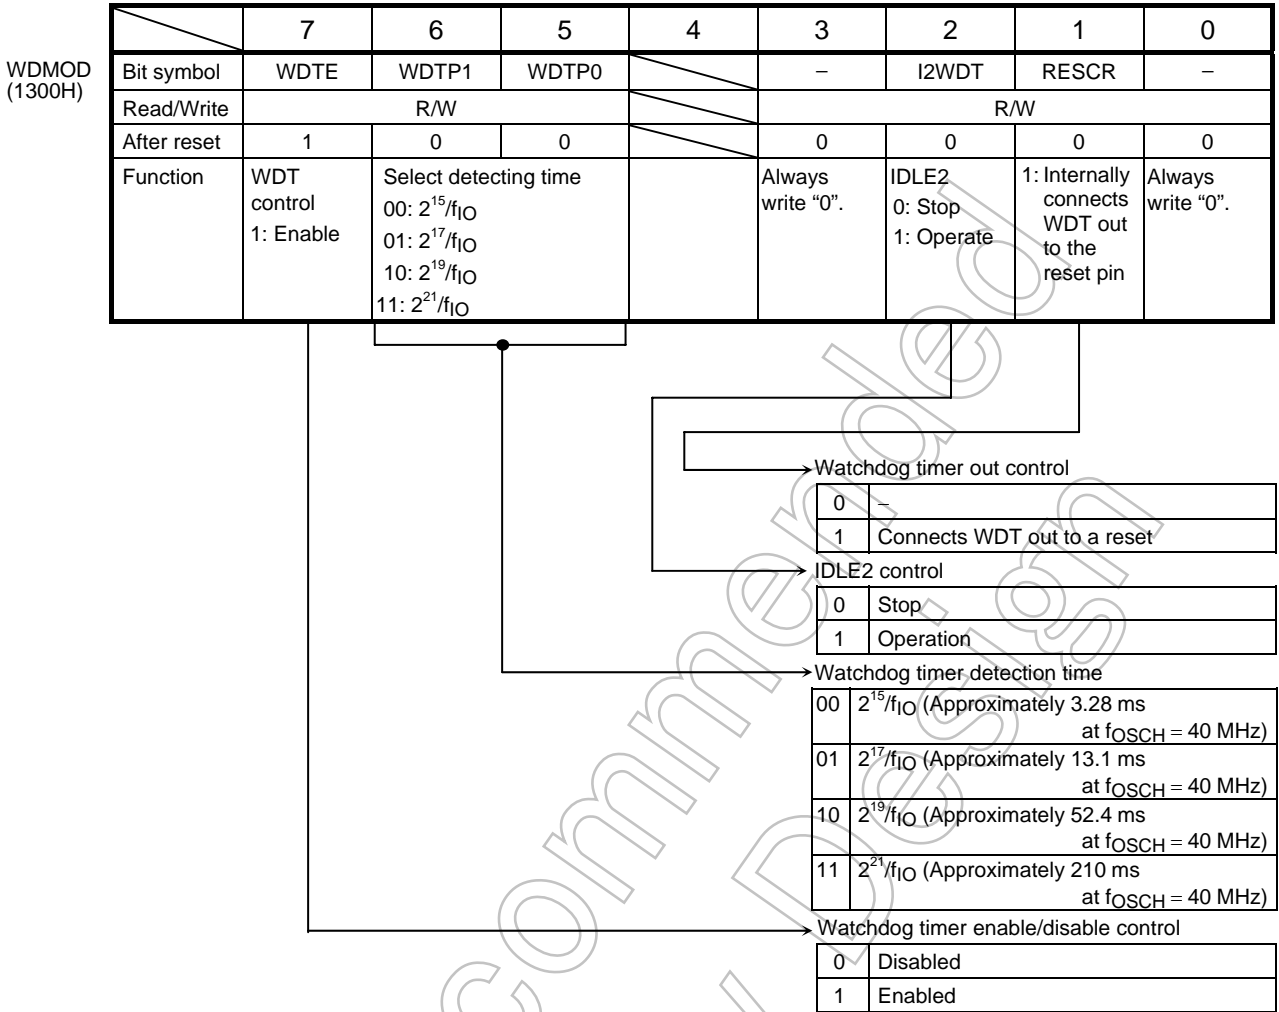 7 6 5 4 3 2 1 0
WDMOD (1300H)
Bit symbol WDTE WDTP1 WDTP0 – I2WDT RESCR –
Read/Write R/W R/W
After reset 1 0 0 0 0 0 0
Function
WDT
control
1: Enable
Select detecting time
00: 2^15/fIO
01: 2^17/fIO
10: 2^19/fIO
11: 2^21/fIO
Always
write “0”.
IDLE2
0: Stop
1: Operate
1: Internally
connects
WDT out
to the
reset pin
Always
write “0”.
Watchdog timer out control
0 –
1 Connects WDT out to a reset
IDLE2 control
0 Stop
1 Operation
Watchdog timer detection time
00 2^15/fIO (Approximately 3.28 ms
at fOSCH = 40 MHz)
01 2^17/fIO (Approximately 13.1 ms
at fOSCH = 40 MHz)
10 2^19/fIO (Approximately 52.4 ms
at fOSCH = 40 MHz)
11 2^21/fIO (Approximately 210 ms
at fOSCH = 40 MHz)
Watchdog timer enable/disable control
0 Disabled
1 Enabled
commended
Design